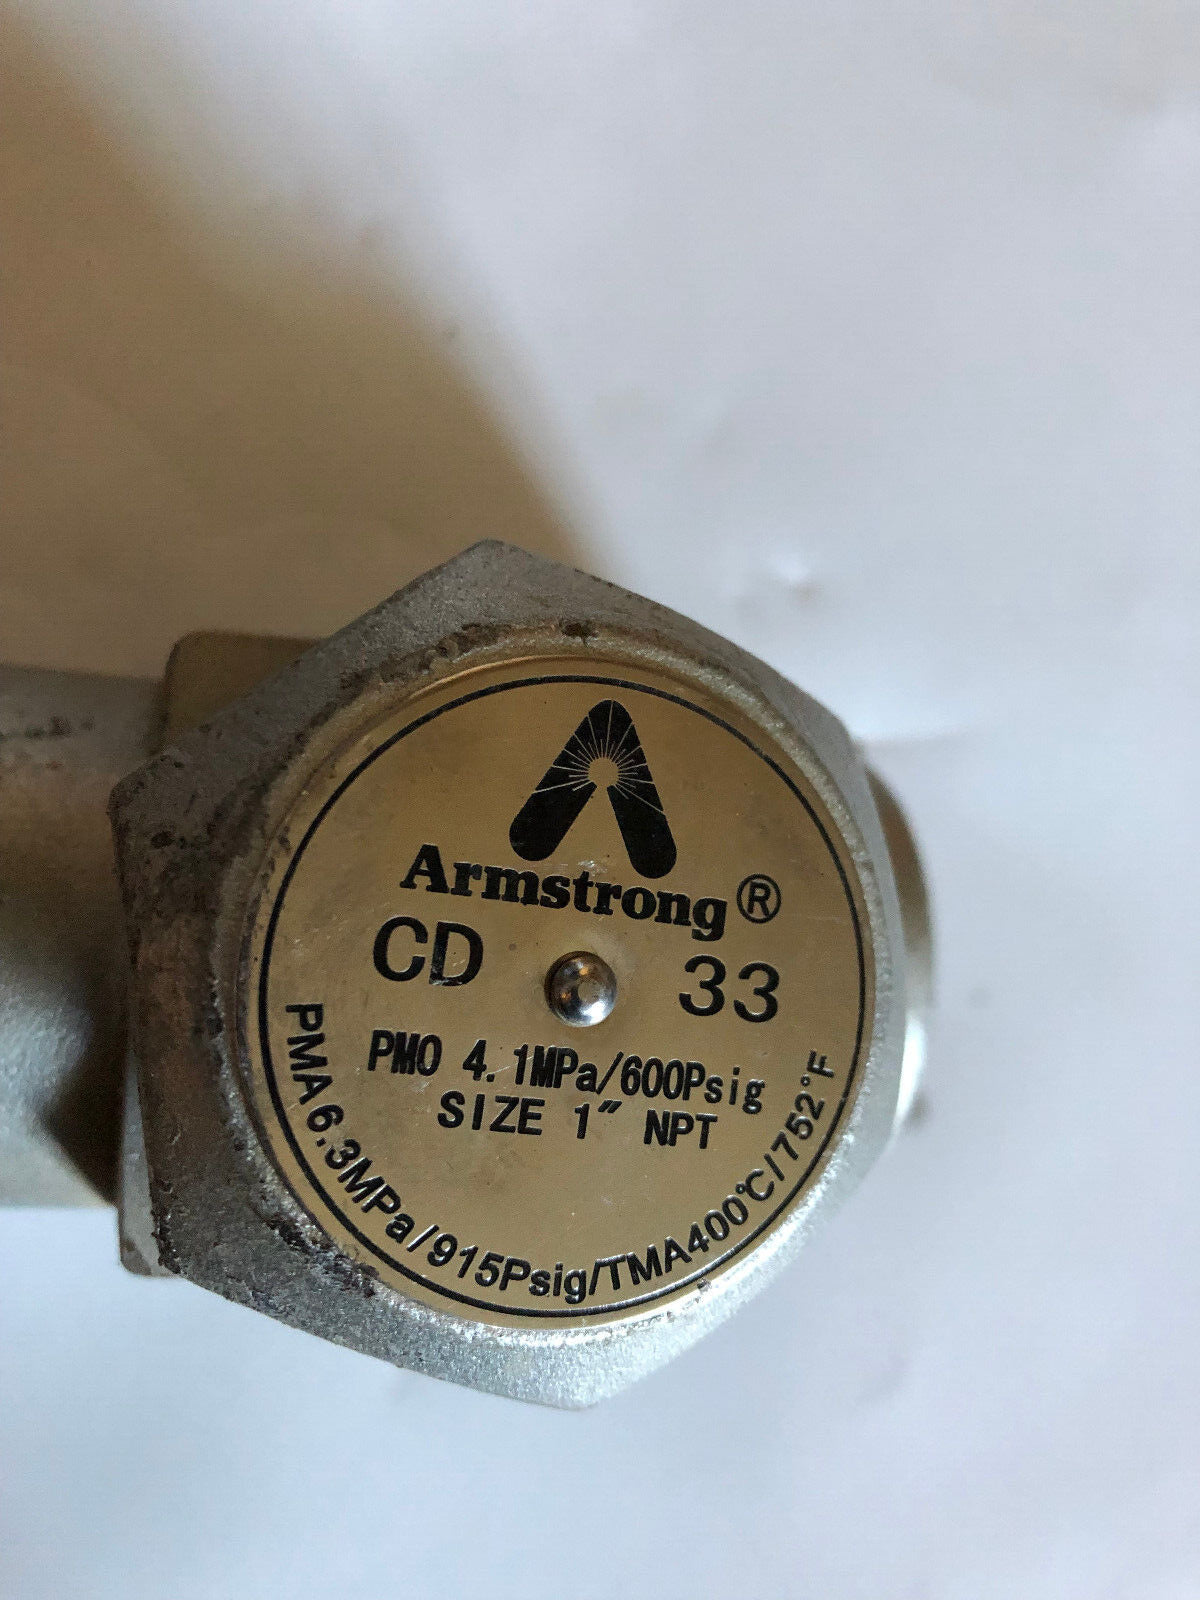 Armstrong®
CD 33
PMO 4.1MPa/600Psig
SIZE 1" NPT
PMA6.3MPa/915Psig/TMA400℃/752°F